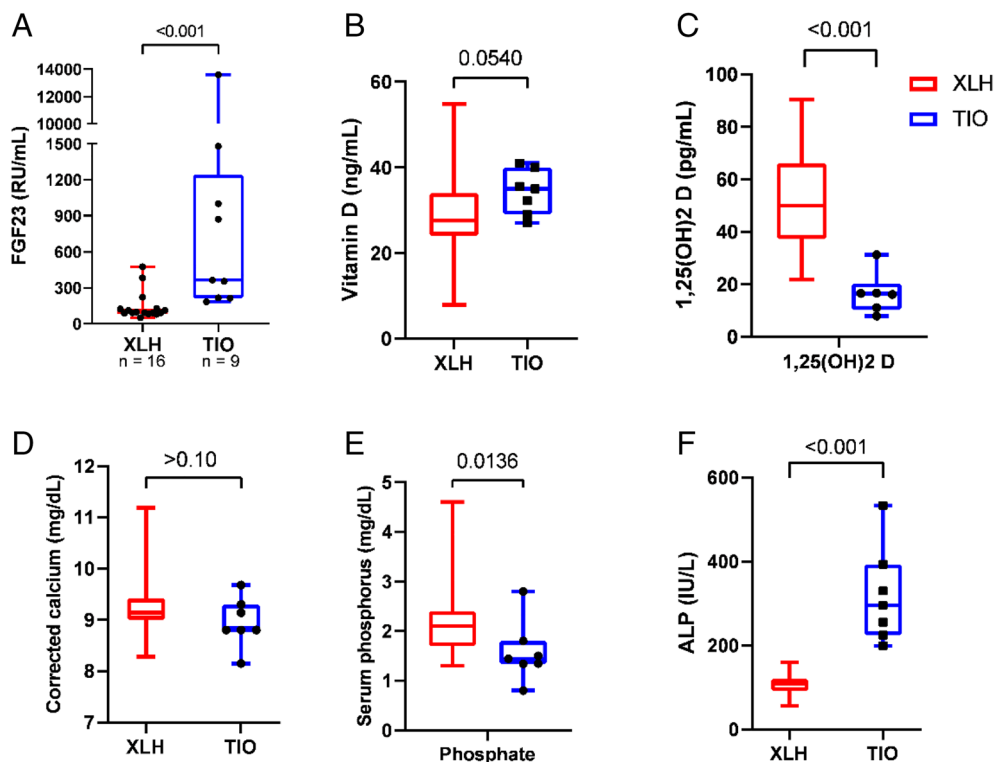 A
<0.001
FGF23 (RU/mL)
14000
13000
12000
11000
10000
1500
1200
900
600
300
0
XLH
TIO
n = 16
n = 9
B
0.0540
Vitamin D (ng/mL)
60
40
20
0
XLH
TIO
C
<0.001
1,25(OH)2 D (pg/mL)
100
80
60
40
20
0
1,25(OH)2 D
XLH
TIO
D
>0.10
Corrected calcium (mg/dL)
12
11
10
9
8
7
XLH
TIO
E
0.0136
Serum phosphorus (mg/dL)
5
4
3
2
1
0
Phosphate
F
<0.001
ALP (IU/L)
600
400
200
0
XLH
TIO